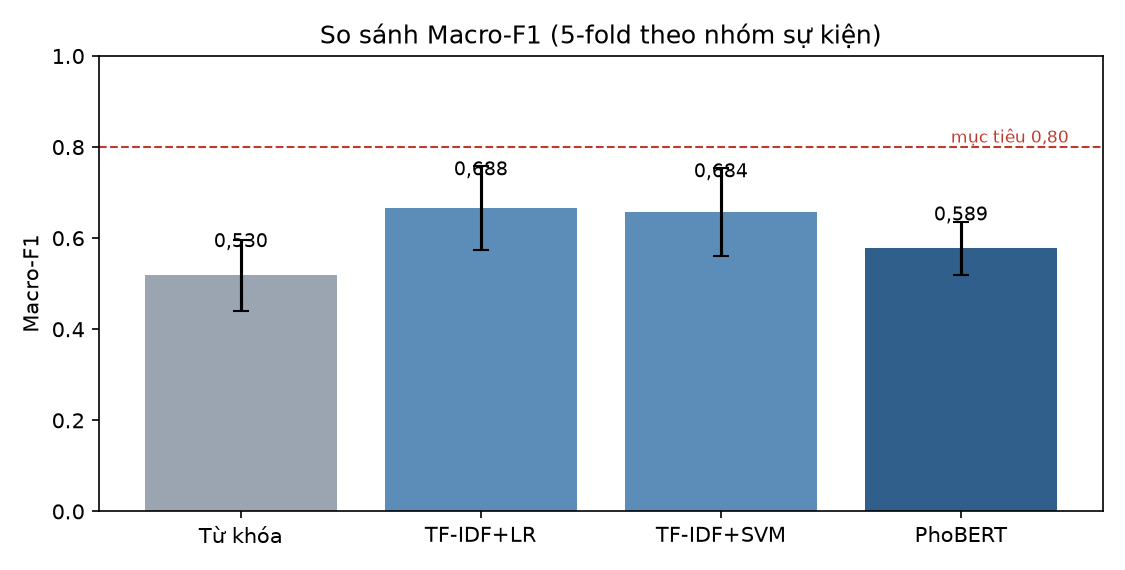 So sánh Macro-F1 (5-fold theo nhóm sự kiện)
Macro-F1
1.0
0.8
0.6
0.4
0.2
0.0
mục tiêu 0,80
0,530
0,688
0,684
0,589
Từ khóa
TF-IDF+LR
TF-IDF+SVM
PhoBERT